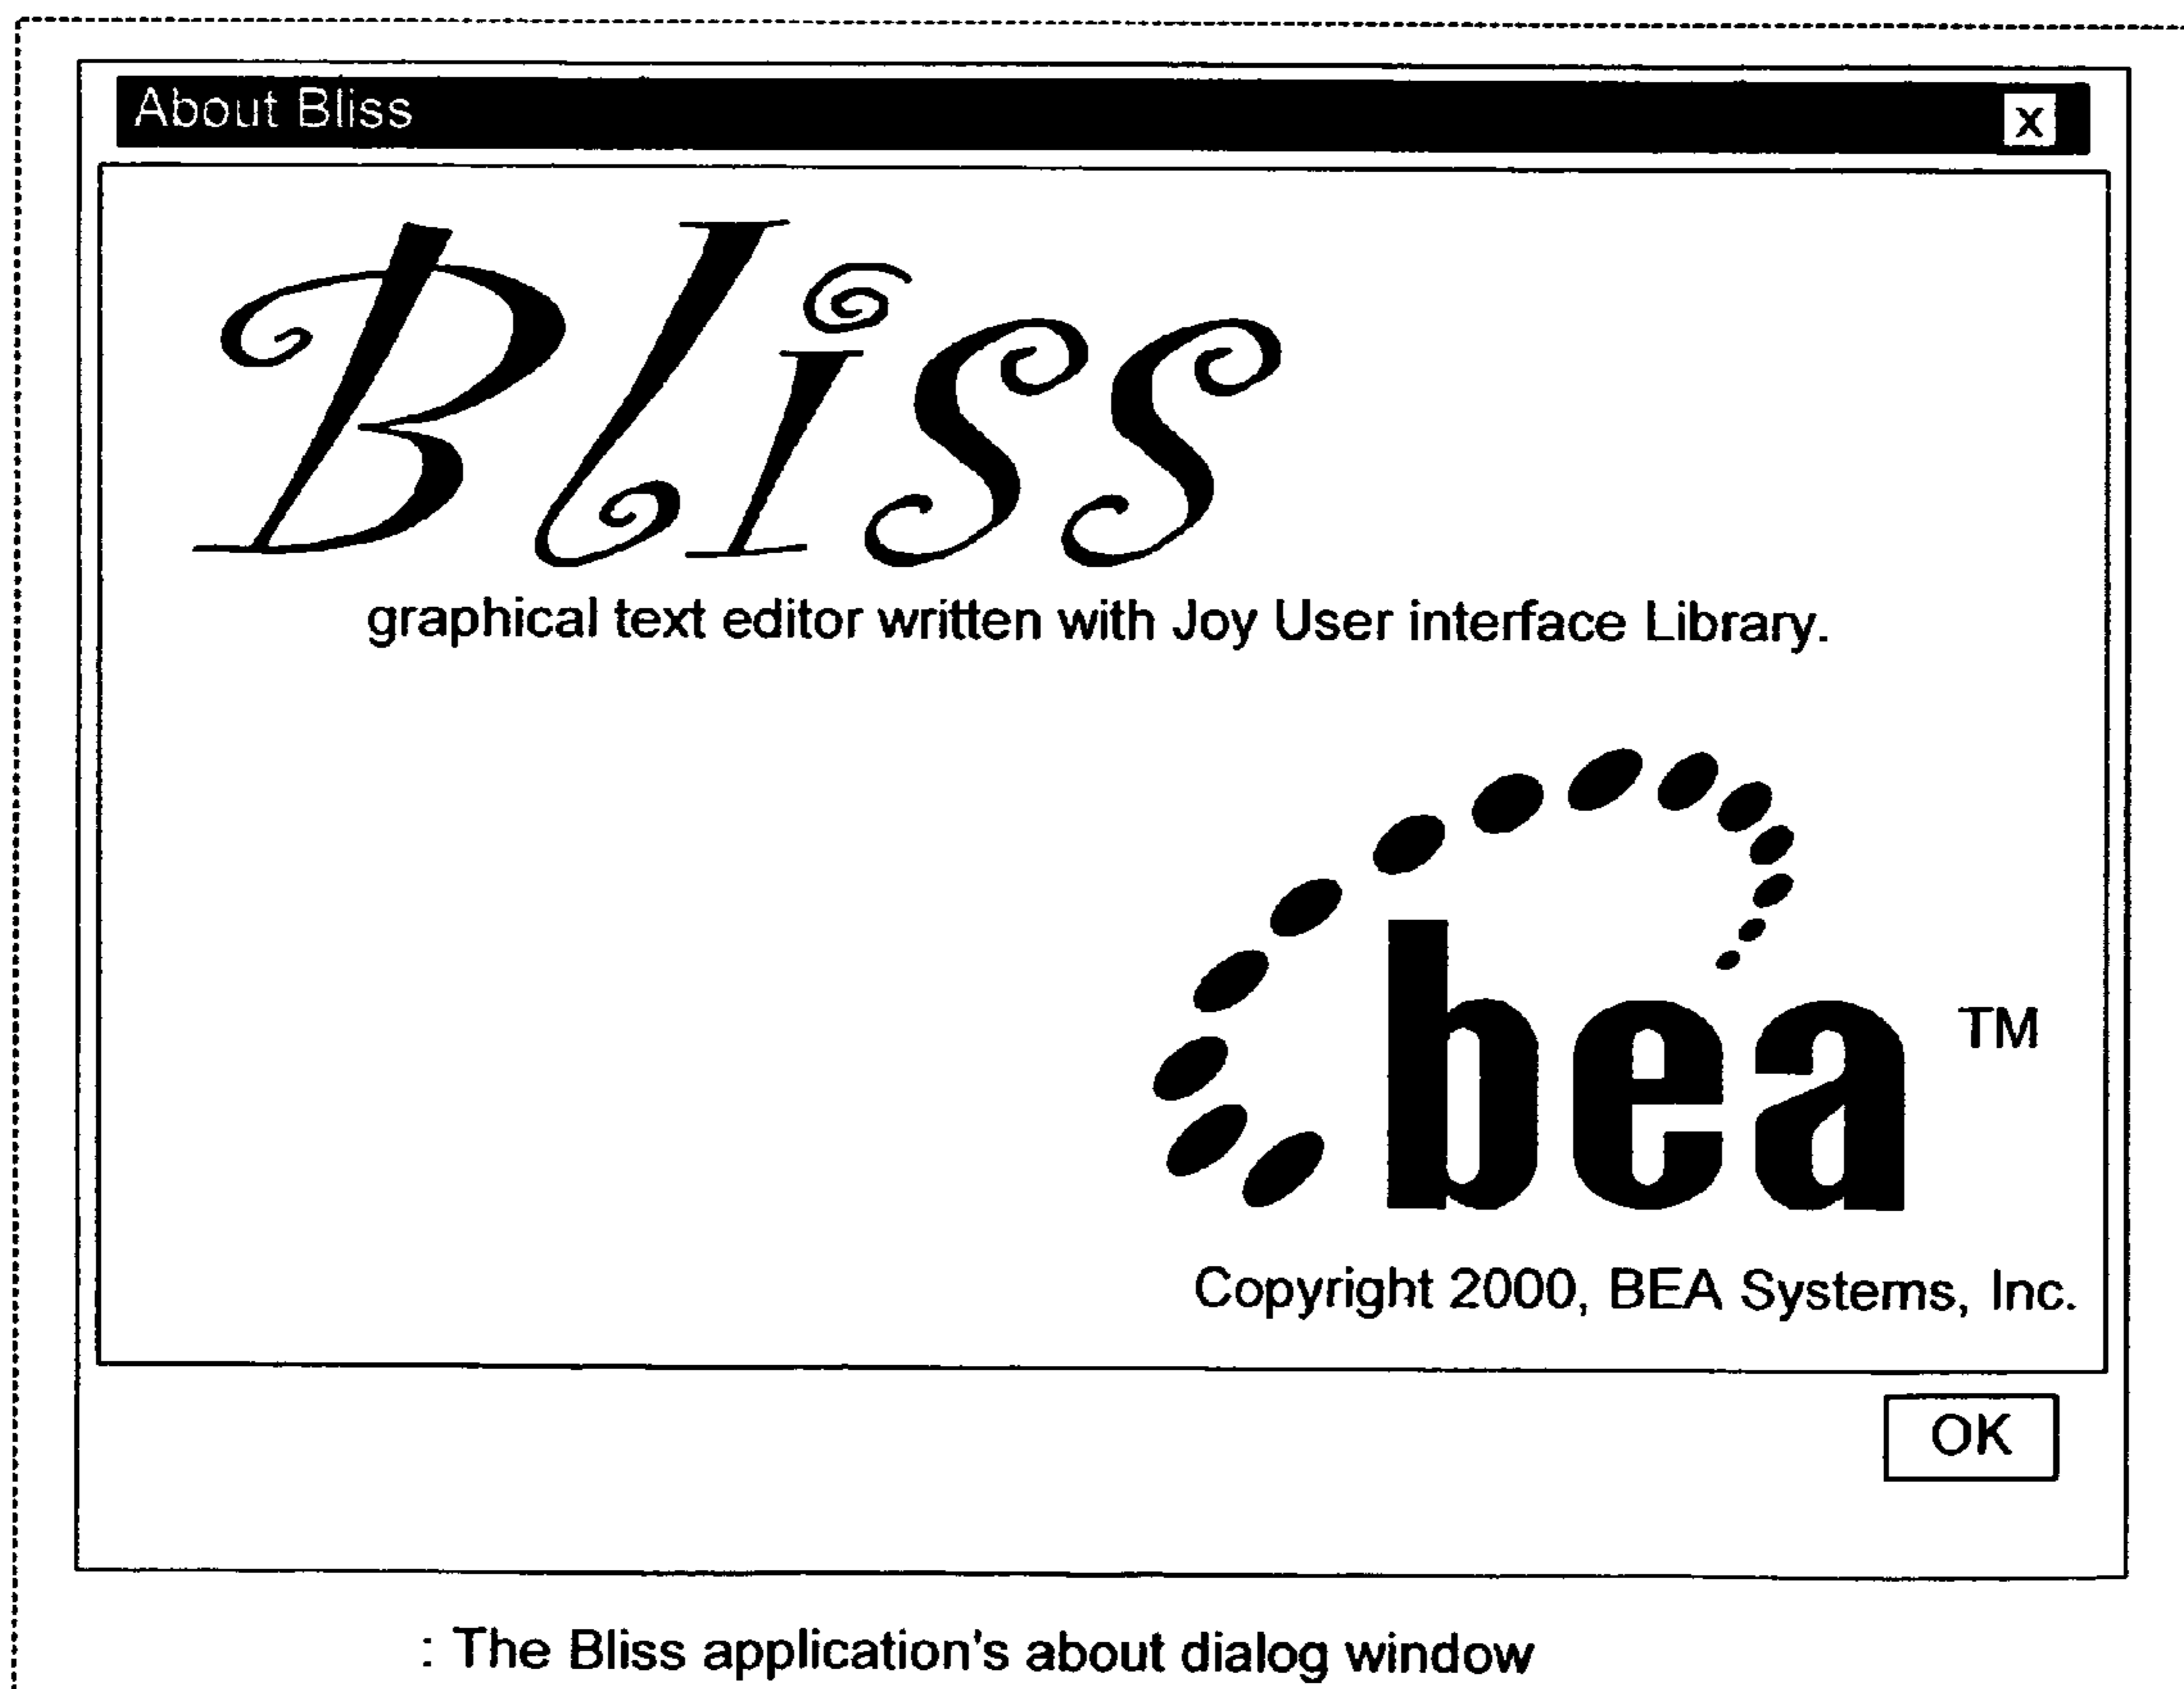 About Bliss
x
Bliss
graphical text editor written with Joy User interface Library.
bea TM
Copyright 2000, BEA Systems, Inc.
OK
: The Bliss application's about dialog window